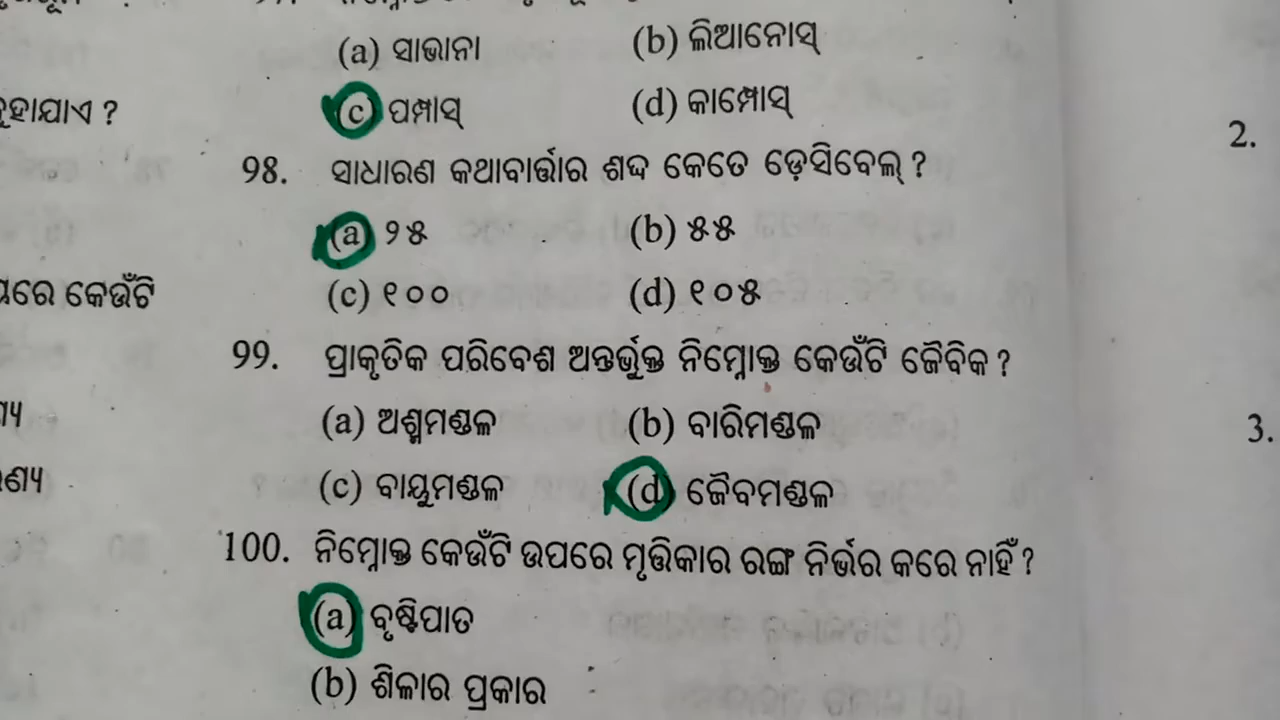 (a) ସାଭାନା (b) ଲିଆନୋସ୍
(c) ପମ୍ପାସ୍ (d) କାମ୍ପୋସ୍
98. ସାଧାରଣ କଥାବାର୍ତ୍ତାର ଶବ୍ଦ କେତେ ଡ଼େସିବେଲ୍ ?
(a) ୨୫ (b) ୫୫
(c) ୧୦୦ (d) ୧୦୫
99. ପ୍ରାକୃତିକ ପରିବେଶ ଅନ୍ତର୍ଭୁକ୍ତ ନିମ୍ନୋକ୍ତ କେଉଁଟି ଜୈବିକ ?
(a) ଅଶ୍ମମଣ୍ଡଳ (b) ବାରିମଣ୍ଡଳ
(c) ବାୟୁମଣ୍ଡଳ (d) ଜୈବମଣ୍ଡଳ
100. ନିମ୍ନୋକ୍ତ କେଉଁଟି ଉପରେ ମୃତ୍ତିକାର ରଙ୍ଗ ନିର୍ଭର କରେ ନାହିଁ ?
(a) ବୃଷ୍ଟିପାତ
(b) ଶିଳାର ପ୍ରକାର
କେଉଁଟି
2.
3.